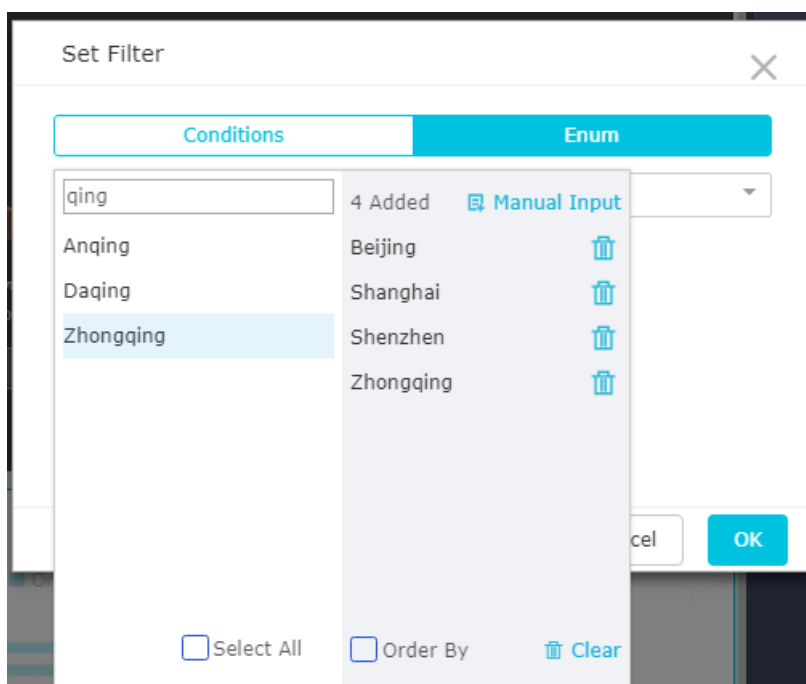 Set Filter
Conditions
Enum
qing
4 Added
Manual Input
Anqing
Daqing
Zhongqing
Beijing
Shanghai
Shenzhen
Zhongqing
cel
OK
Select All
Order By
Clear